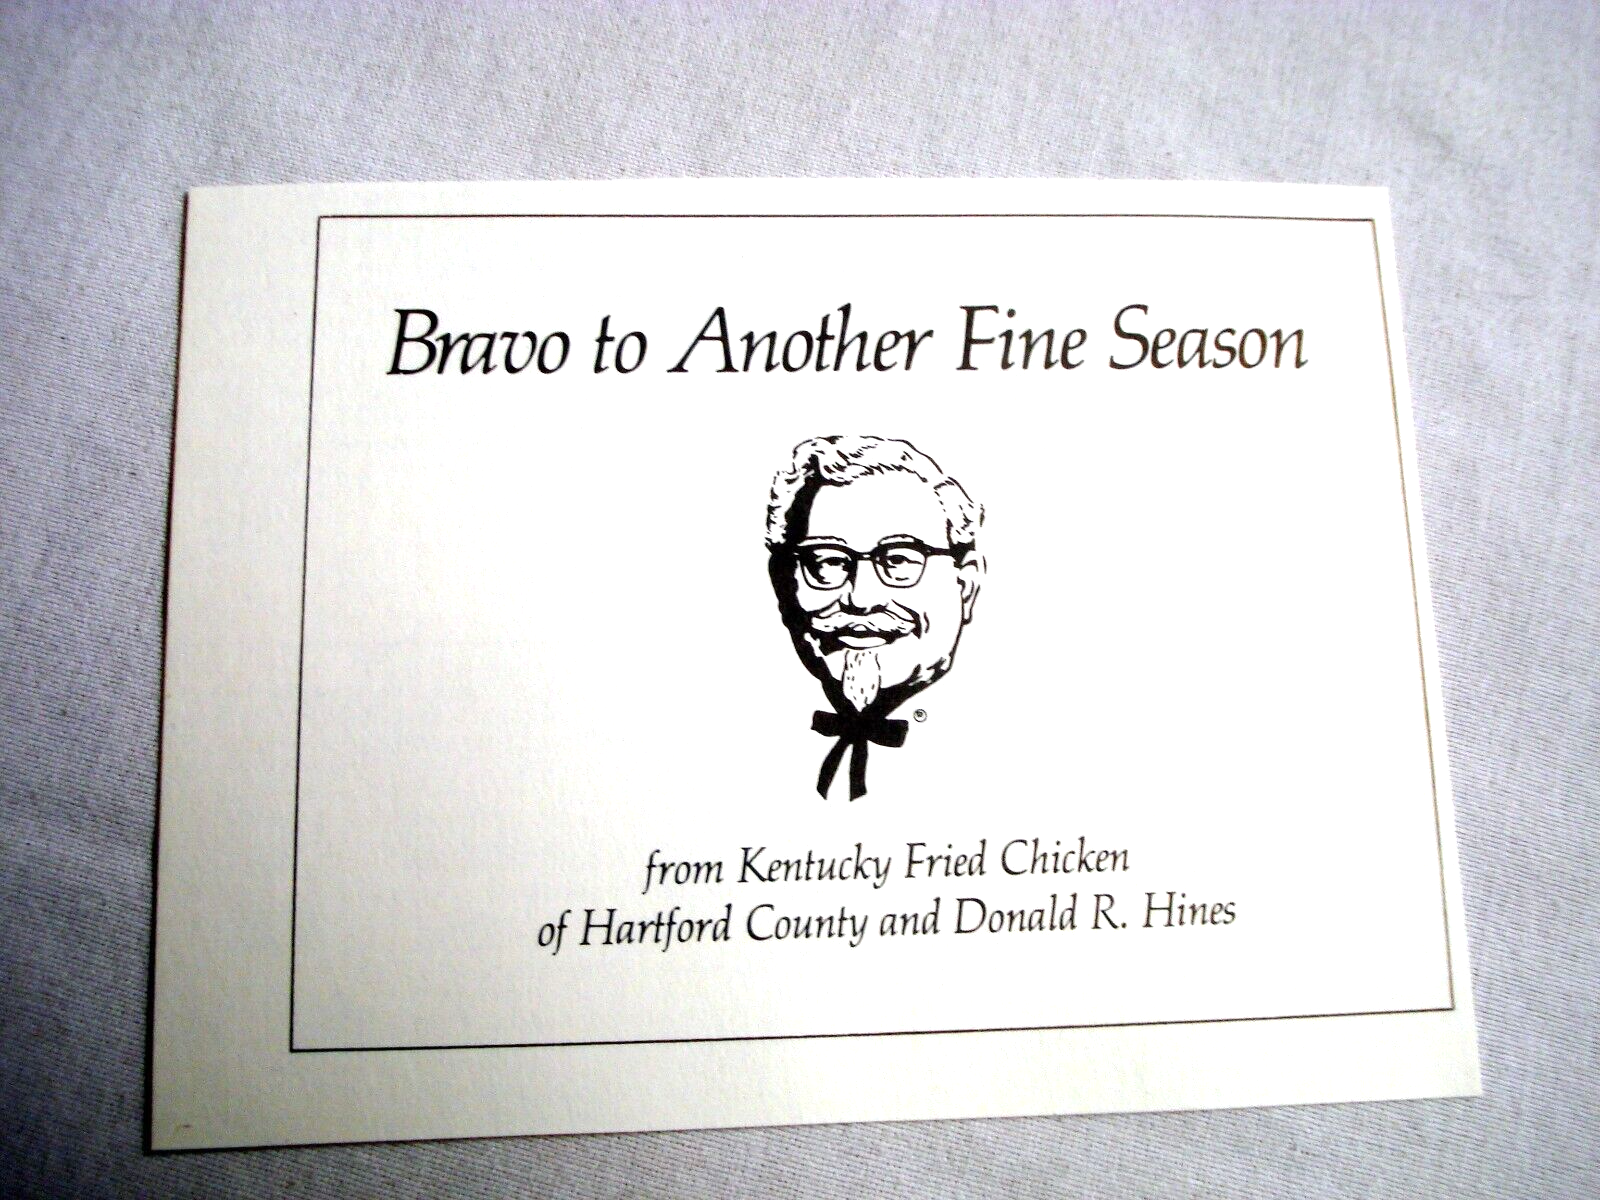 Bravo to Another Fine Season
®
from Kentucky Fried Chicken
of Hartford County and Donald R. Hines